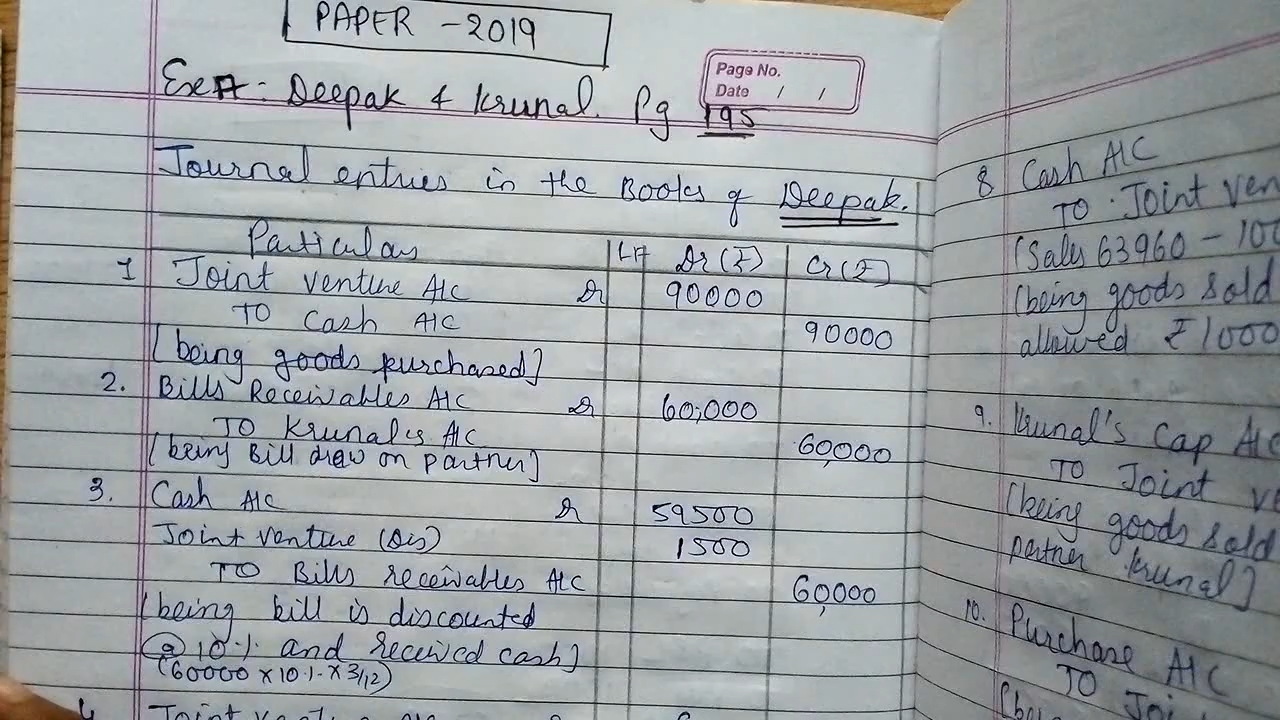 PAPER - 2019
Page No.
Date / /
Ex : Deepak & Krunal. Pg 195
Journal entries in the Books of Deepak.
Particulars LF Dr (₹) Cr (₹)
1 Joint venture A/C Dr 90000
TO Cash A/C 90000
[being goods purchased]
2. Bills Receivables A/C Dr 60,000
TO Krunal's A/C 60,000
[being Bill drew on partner]
3. Cash A/C Dr 59500
Joint venture (Dis) 1500
TO Bills receivables A/C 60,000
[being bill is discounted
@ 10% and received cash]
(60000 × 10% × 3/12)
4 Joint
8 Cash A/C
TO Joint Ven
(Sales 63960 - 100
[being goods sold
allowed ₹ 1000
9. Krunal's Cap A/C
TO Joint ve
[being goods sold
partner Krunal]
10. Purchase A/C
TO Joi